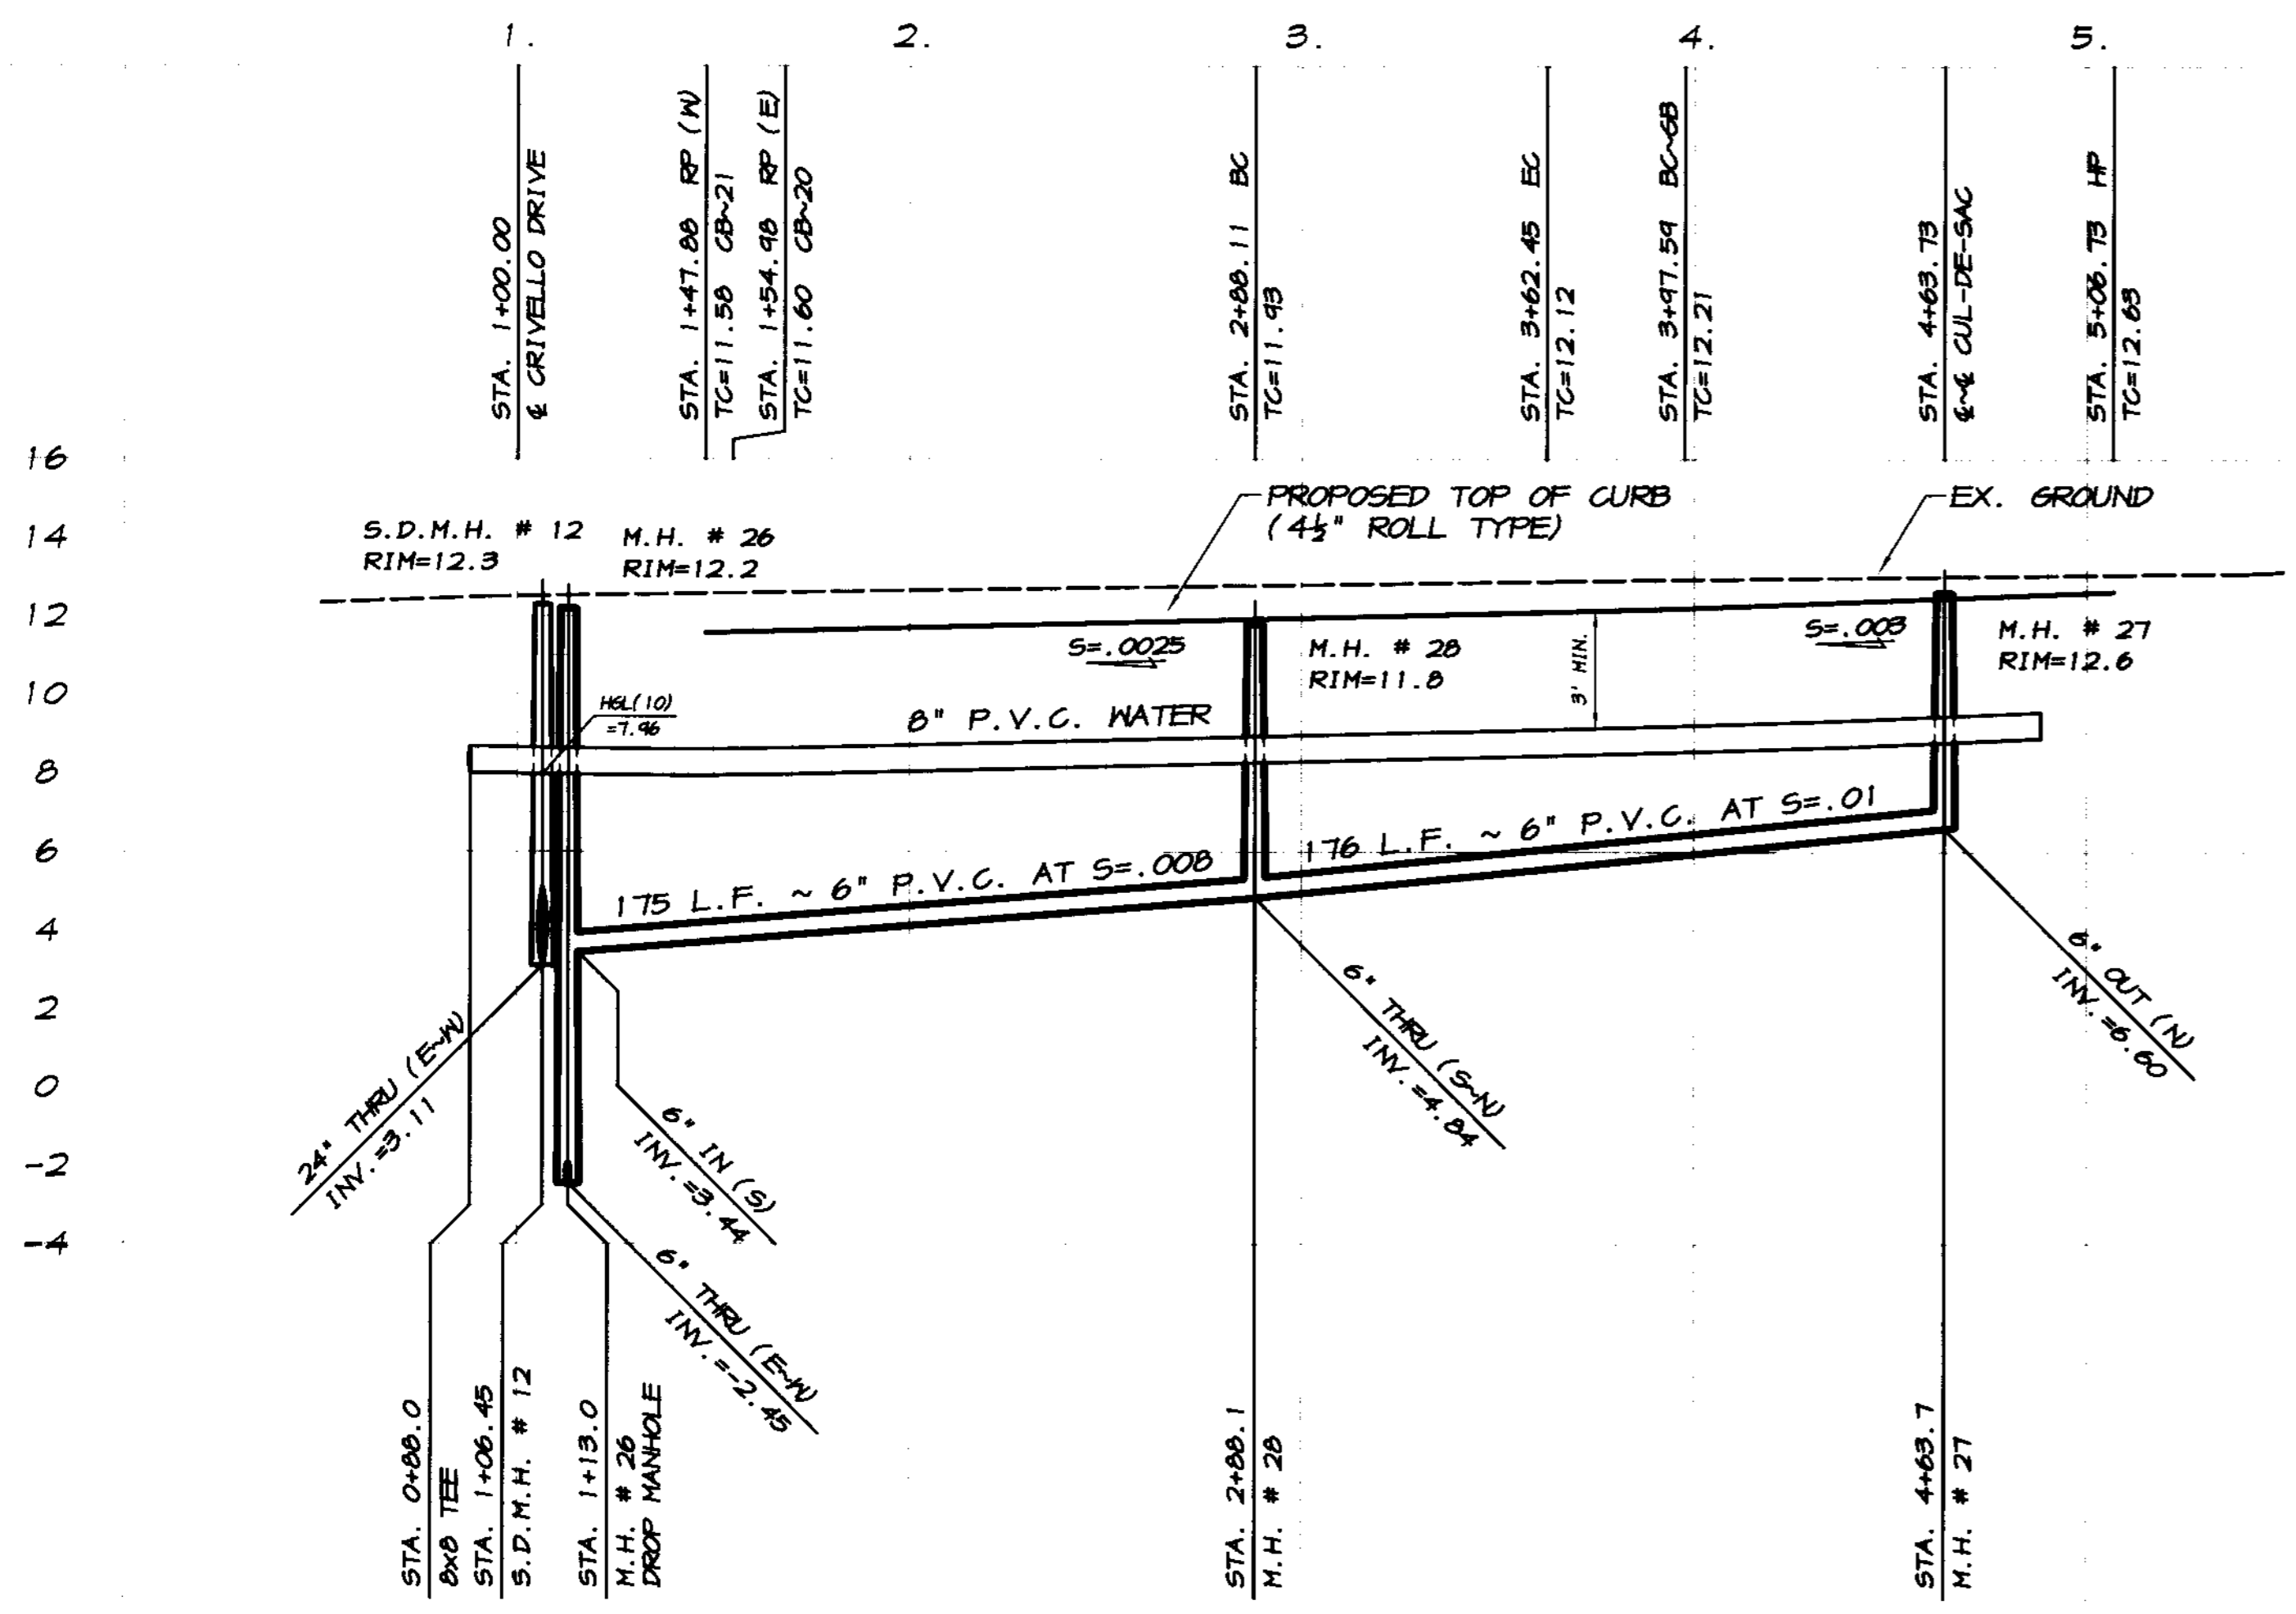 1.
2.
3.
4.
5.
STA. 1+00.00
℄ CRIVELLO DRIVE
STA. 1+47.88 RP (W)
TC=11.58 CB~21
STA. 1+54.98 RP (E)
TC=11.60 CB~20
STA. 2+88.11 BC
TC=11.93
STA. 3+62.45 EC
TC=12.12
STA. 3+97.59 BC~GB
TC=12.21
STA. 4+63.73
℄~℄ CUL-DE-SAC
STA. 5+06.73 HP
TC=12.63
16
14
12
10
8
6
4
2
0
-2
-4
S.D.M.H. # 12
RIM=12.3
M.H. # 26
RIM=12.2
PROPOSED TOP OF CURB
(4½" ROLL TYPE)
EX. GROUND
S=.0025
M.H. # 28
RIM=11.8
3' MIN.
S=.003
M.H. # 27
RIM=12.6
HGL(10)
=7.96
8" P.V.C. WATER
175 L.F. ~ 6" P.V.C. AT S=.008
176 L.F. ~ 6" P.V.C. AT S=.01
24" THRU (E~W)
INV.=3.11
6" IN (S)
INV.=3.44
6" THRU (E~W)
INV.=-2.45
6" THRU (S~N)
INV.=4.84
6" OUT (N)
INV.=6.60
STA. 0+88.0
8x8 TEE
STA. 1+06.45
S.D.M.H. # 12
STA. 1+13.0
M.H. # 26
DROP MANHOLE
STA. 2+88.1
M.H. # 28
STA. 4+63.7
M.H. # 27